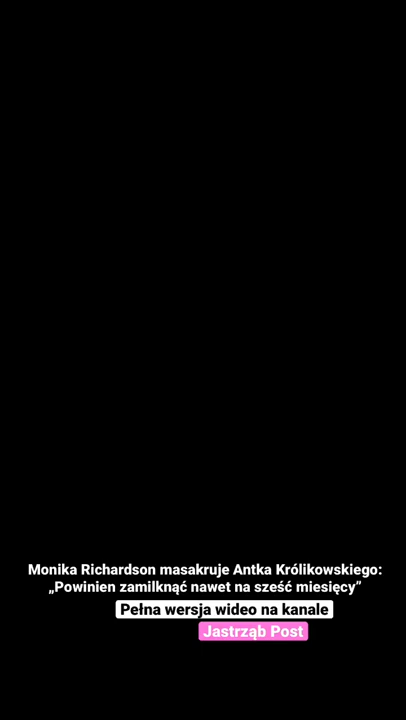 Monika Richardson masakruje Antka Królikowskiego:
„Powinien zamilknąć nawet na sześć miesięcy”
Pełna wersja wideo na kanale
Jastrząb Post